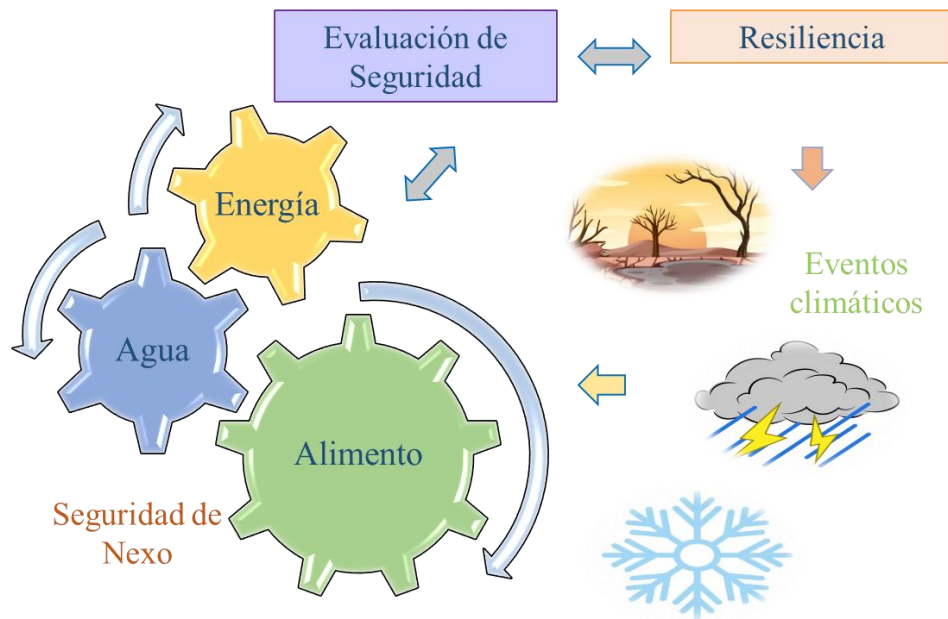 Evaluación de
Seguridad
Resiliencia
Energía
Eventos
climáticos
Agua
Alimento
Seguridad de
Nexo